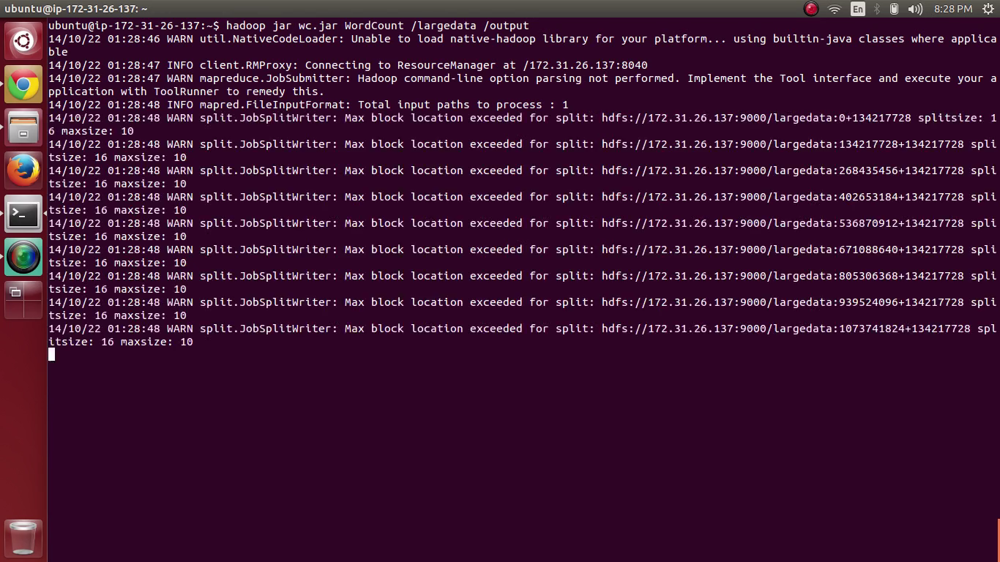 ubuntu@ip-172-31-26-137: ~
En
8:28 PM
ubuntu@ip-172-31-26-137:~$ hadoop jar wc.jar WordCount /largedata /output
14/10/22 01:28:46 WARN util.NativeCodeLoader: Unable to load native-hadoop library for your platform... using builtin-java classes where applica
ble
14/10/22 01:28:47 INFO client.RMProxy: Connecting to ResourceManager at /172.31.26.137:8040
14/10/22 01:28:47 WARN mapreduce.JobSubmitter: Hadoop command-line option parsing not performed. Implement the Tool interface and execute your a
pplication with ToolRunner to remedy this.
14/10/22 01:28:48 INFO mapred.FileInputFormat: Total input paths to process : 1
14/10/22 01:28:48 WARN split.JobSplitWriter: Max block location exceeded for split: hdfs://172.31.26.137:9000/largedata:0+134217728 splitsize: 1
6 maxsize: 10
14/10/22 01:28:48 WARN split.JobSplitWriter: Max block location exceeded for split: hdfs://172.31.26.137:9000/largedata:134217728+134217728 spli
tsize: 16 maxsize: 10
14/10/22 01:28:48 WARN split.JobSplitWriter: Max block location exceeded for split: hdfs://172.31.26.137:9000/largedata:268435456+134217728 spli
tsize: 16 maxsize: 10
14/10/22 01:28:48 WARN split.JobSplitWriter: Max block location exceeded for split: hdfs://172.31.26.137:9000/largedata:402653184+134217728 spli
tsize: 16 maxsize: 10
14/10/22 01:28:48 WARN split.JobSplitWriter: Max block location exceeded for split: hdfs://172.31.26.137:9000/largedata:536870912+134217728 spli
tsize: 16 maxsize: 10
14/10/22 01:28:48 WARN split.JobSplitWriter: Max block location exceeded for split: hdfs://172.31.26.137:9000/largedata:671088640+134217728 spli
tsize: 16 maxsize: 10
14/10/22 01:28:48 WARN split.JobSplitWriter: Max block location exceeded for split: hdfs://172.31.26.137:9000/largedata:805306368+134217728 spli
tsize: 16 maxsize: 10
14/10/22 01:28:48 WARN split.JobSplitWriter: Max block location exceeded for split: hdfs://172.31.26.137:9000/largedata:939524096+134217728 spli
tsize: 16 maxsize: 10
14/10/22 01:28:48 WARN split.JobSplitWriter: Max block location exceeded for split: hdfs://172.31.26.137:9000/largedata:1073741824+134217728 spl
itsize: 16 maxsize: 10